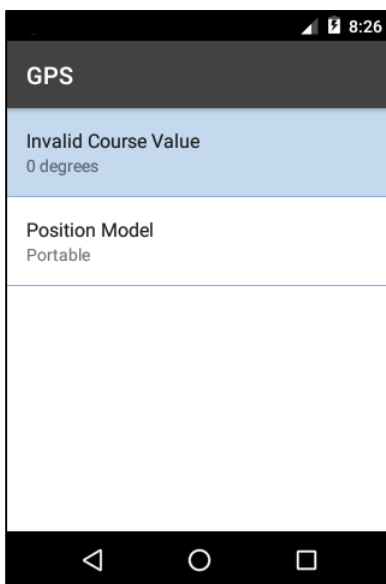 8:26
GPS
Invalid Course Value
0 degrees
Position Model
Portable